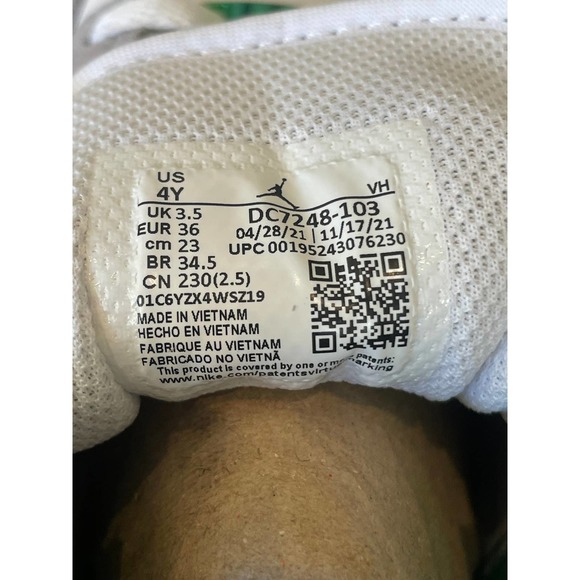 US
4Y
VH
UK 3.5
EUR 36
cm 23
BR 34.5
CN 230(2.5)
DC7248-103
04/28/21 | 11/17/21
UPC 00195243076230
01C6YZX4WSZ19
MADE IN VIETNAM
HECHO EN VIETNAM
FABRIQUE AU VIETNAM
FABRICADO NO VIETNÃ
This product is covered by one or patents:
www.nike.com/patentsvirtu arking